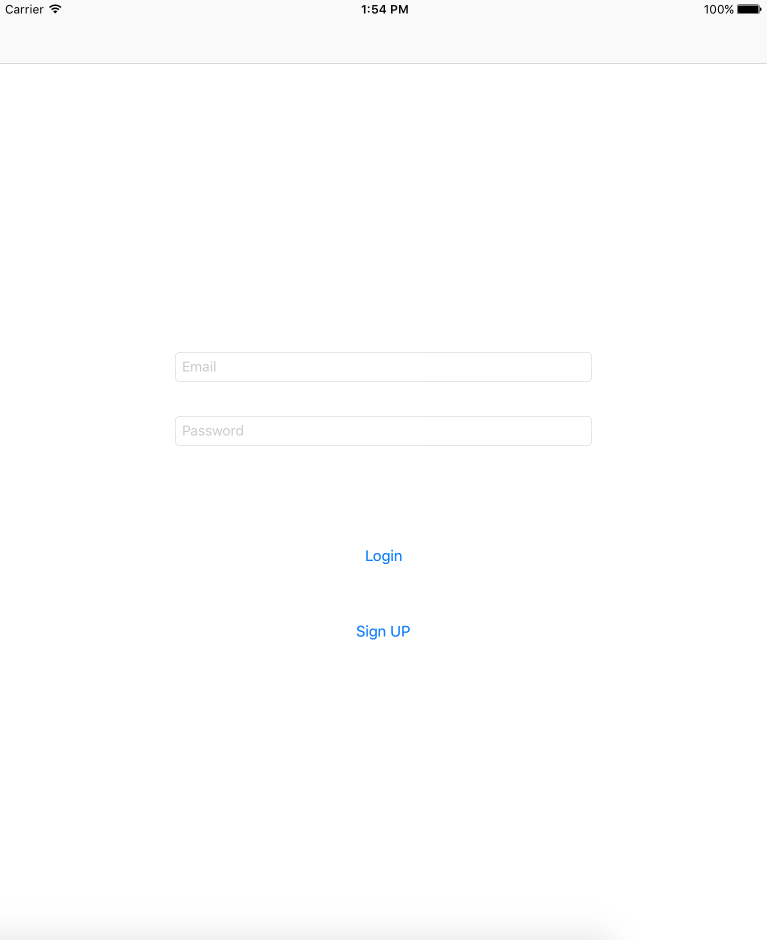 Carrier 1:54 PM 100%
Email
Password
Login
Sign UP